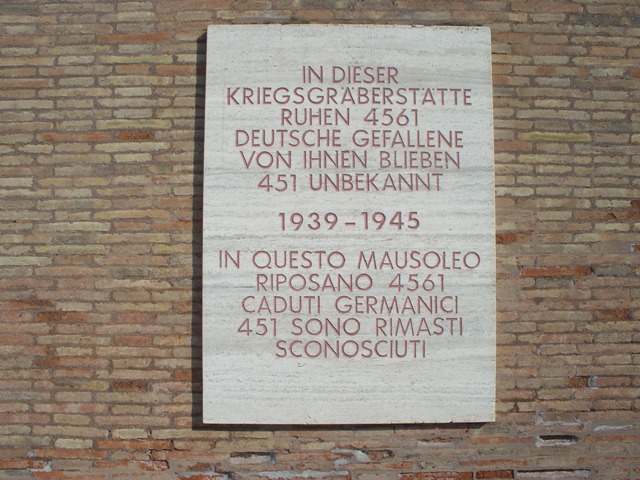 IN DIESER
KRIEGSGRÄBERSTÄTTE
RUHEN 4561
DEUTSCHE GEFALLENE
VON IHNEN BLIEBEN
451 UNBEKANNT
1939-1945
IN QUESTO MAUSOLEO
RIPOSANO 4561
CADUTI GERMANICI
451 SONO RIMASTI
SCONOSCIUTI